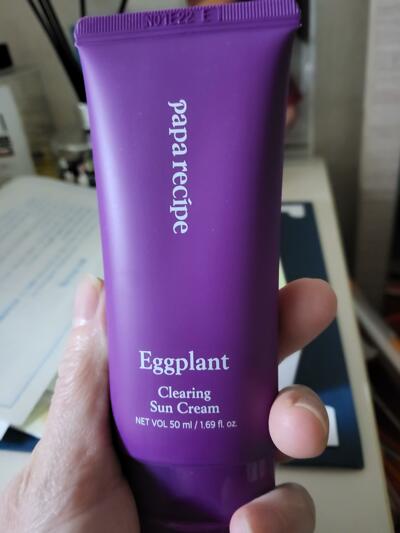 papa recipe
Eggplant
Clearing
Sun Cream
NET VOL 50 ml / 1.69 fl. oz.